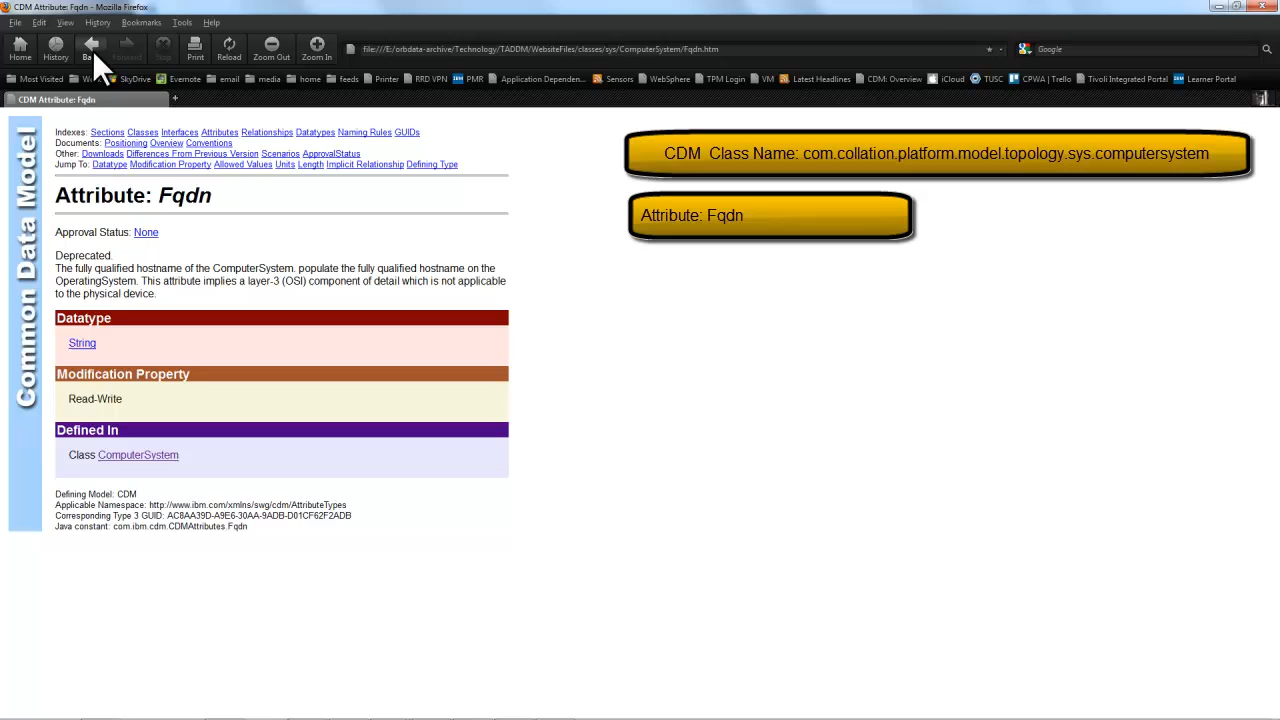 CDM Attribute: Fqdn - Mozilla Firefox
File Edit View History Bookmarks Tools Help
Home History Back Forward Stop Print Reload Zoom Out Zoom In file:///E:/orbdata-archive/Technology/TADDM/WebsiteFiles/classes/sys/ComputerSystem/Fqdn.htm Google
Most Visited SkyDrive Evernote email media home feeds Printer RRD VPN PMR Application Dependen... Sensors WebSphere TPM Login VM Latest Headlines CDM: Overview iCloud TUSC CPWA | Trello Tivoli Integrated Portal Learner Portal
CDM Attribute: Fqdn
Common Data Model
Indexes: Sections Classes Interfaces Attributes Relationships Datatypes Naming Rules GUIDs
Documents: Positioning Overview Conventions
Other: Downloads Differences From Previous Version Scenarios ApprovalStatus
Jump To: Datatype Modification Property Allowed Values Units Length Implicit Relationship Defining Type
Attribute: Fqdn
Approval Status: None
Deprecated.
The fully qualified hostname of the ComputerSystem. populate the fully qualified hostname on the
OperatingSystem. This attribute implies a layer-3 (OSI) component of detail which is not applicable
to the physical device.
Datatype
String
Modification Property
Read-Write
Defined In
Class ComputerSystem
Defining Model: CDM
Applicable Namespace: http://www.ibm.com/xmlns/swg/cdm/AttributeTypes
Corresponding Type 3 GUID: AC8AA39D-A9E6-30AA-9ADB-D01CF62F2ADB
Java constant: com.ibm.cdm.CDMAttributes.Fqdn
CDM Class Name: com.collation.platform.model.topology.sys.computersystem
Attribute: Fqdn